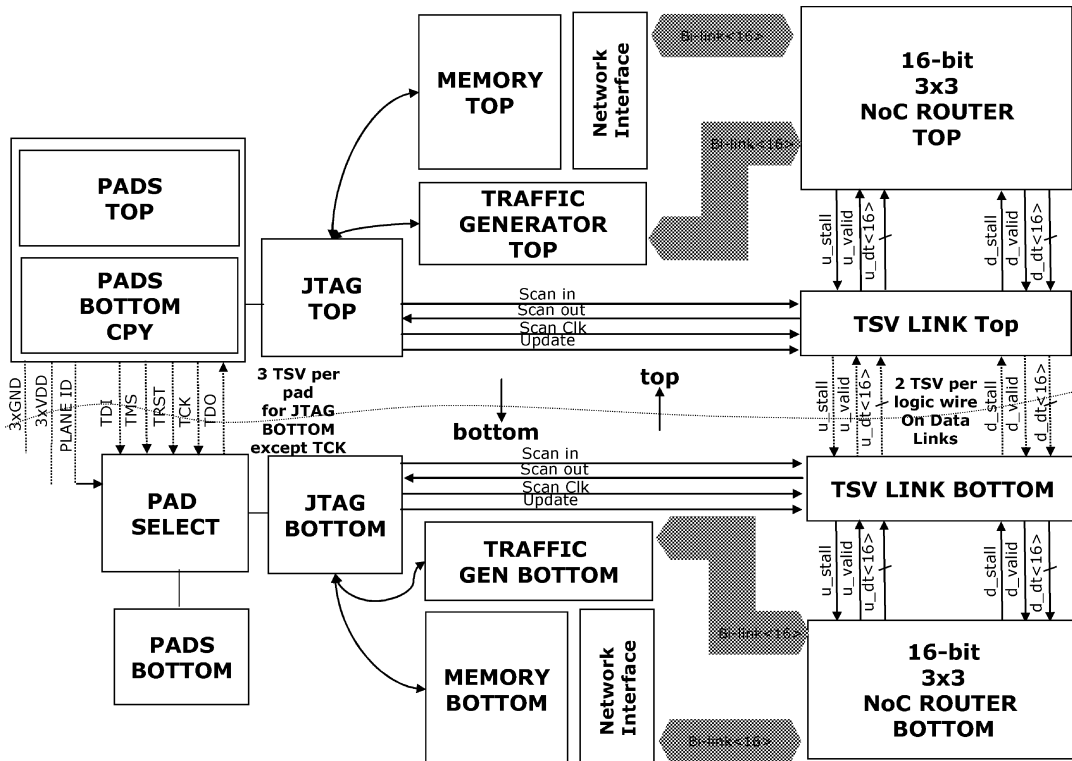 MEMORY
TOP
Network
Interface
Bi-link<16>
16-bit
3x3
NoC ROUTER
TOP
Bi-link<16>
PADS
TOP
TRAFFIC
GENERATOR
TOP
PADS
BOTTOM
CPY
JTAG
TOP
u_stall
u_valid
u_dt<16>
d_stall
d_valid
d_dt<16>
Scan in
Scan out
Scan Clk
Update
TSV LINK Top
3xGND
3xVDD
PLANE ID
TDI
TMS
TRST
TCK
TDO
3 TSV per
pad
for JTAG
BOTTOM
except TCK
bottom
top
u_stall
u_valid
u_dt<16>
2 TSV per
logic wire
On Data
Links
d_stall
d_valid
d_dt<16>
PAD
SELECT
JTAG
BOTTOM
Scan in
Scan out
Scan Clk
Update
TSV LINK BOTTOM
TRAFFIC
GEN BOTTOM
u_stall
u_valid
u_dt<16>
d_stall
d_valid
d_dt<16>
PADS
BOTTOM
MEMORY
BOTTOM
Network
Interface
Bi-link<16>
Bi-link<16>
16-bit
3x3
NoC ROUTER
BOTTOM